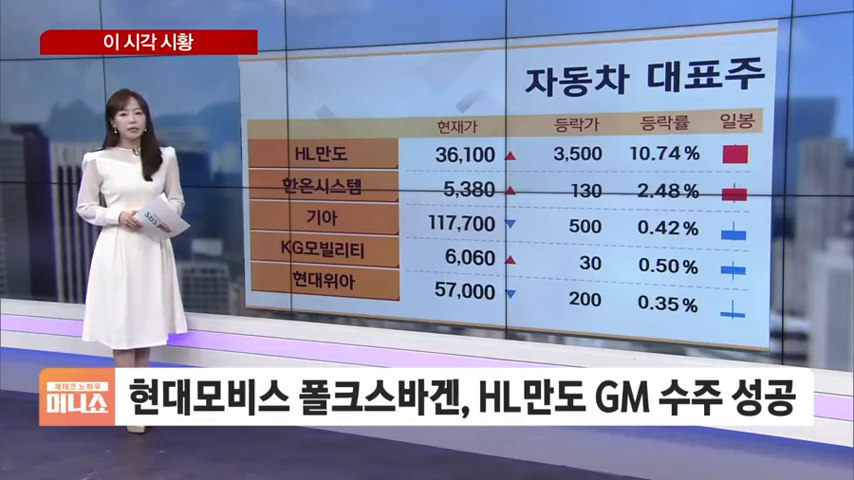 이 시각 시황
자동차 대표주
현재가 등락가 등락률 일봉
HL만도 36,100 ▲ 3,500 10.74%
한온시스템 5,380 ▲ 130 2.48%
기아 117,700 ▼ 500 0.42%
KG모빌리티 6,060 ▲ 30 0.50%
현대위아 57,000 ▼ 200 0.35%
재테크 노하우
머니쇼
현대모비스 폴크스바겐, HL만도 GM 수주 성공